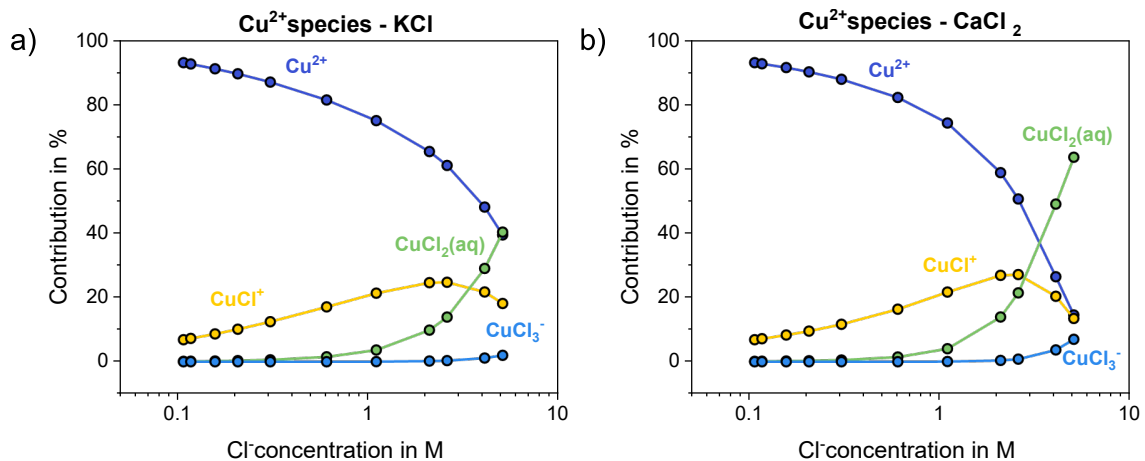 a)
Cu²⁺species - KCl
Contribution in %
100
80
60
40
20
0
Cu²⁺
CuCl₂(aq)
CuCl⁺
CuCl₃⁻
0.1
1
10
Cl⁻concentration in M
b)
Cu²⁺species - CaCl ₂
Contribution in %
100
80
60
40
20
0
Cu²⁺
CuCl₂(aq)
CuCl⁺
CuCl₃⁻
0.1
1
10
Cl⁻concentration in M